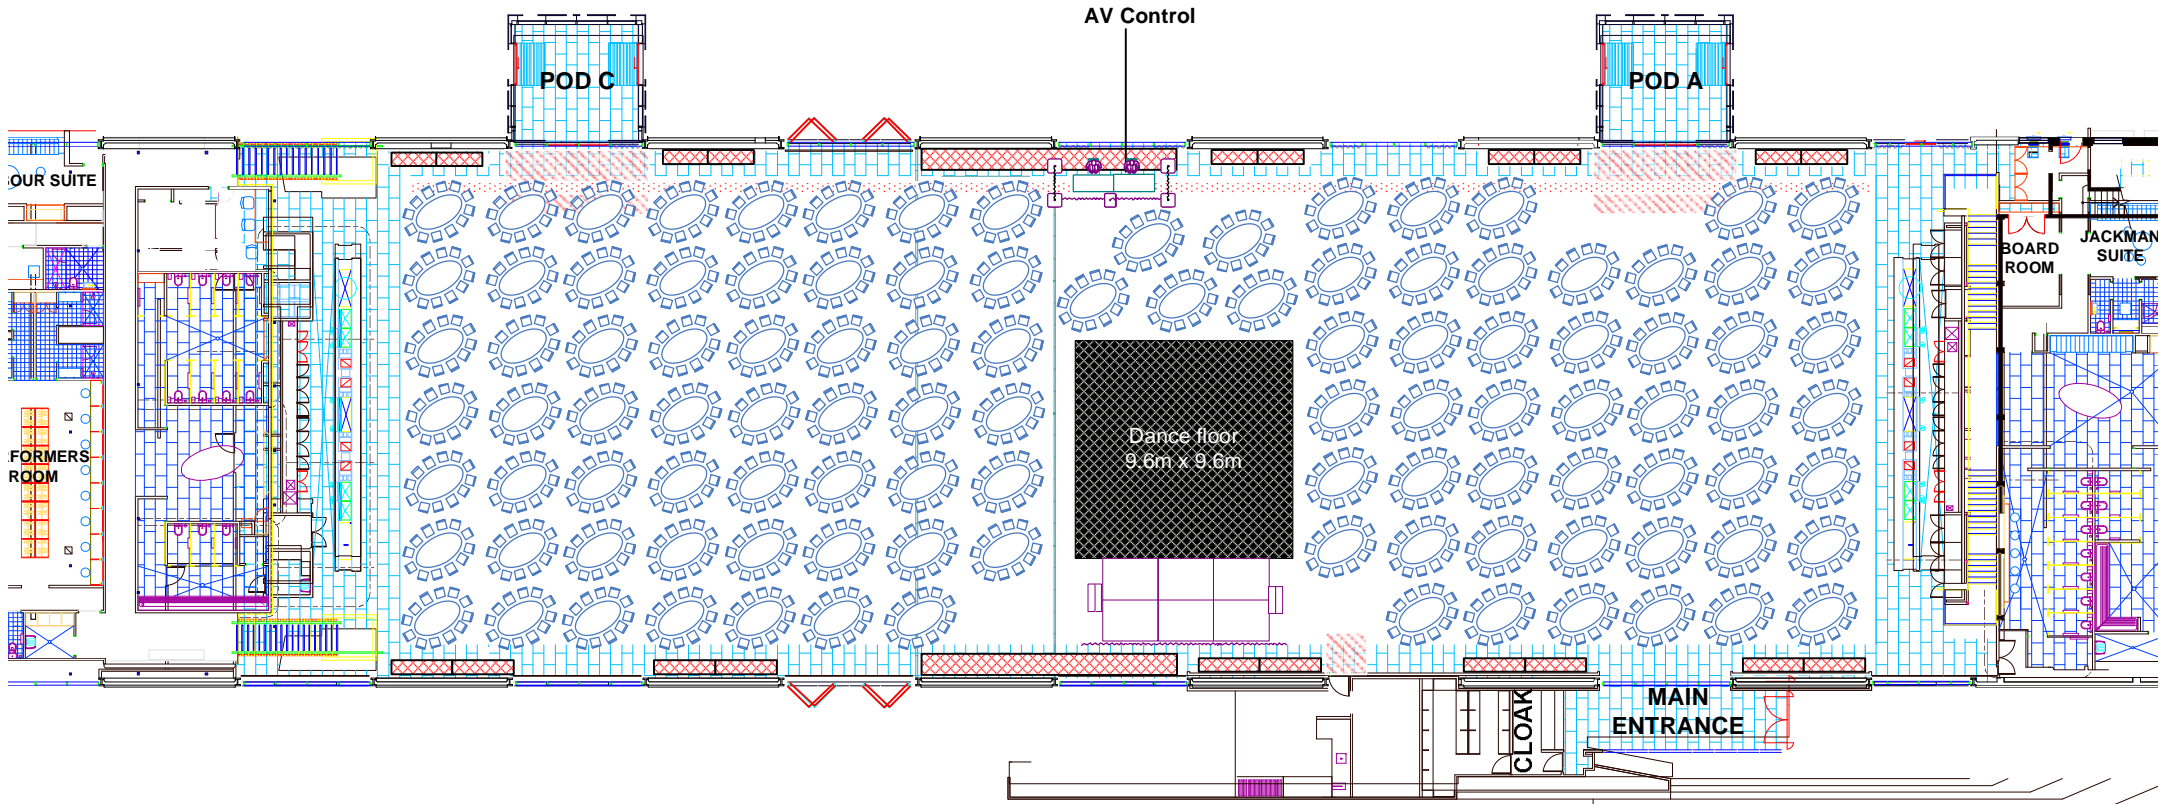 AV Control
POD C
POD A
OUR SUITE
BOARD
ROOM
JACKMAN
SUITE
Dance floor
9.6m x 9.6m
FORMERS
ROOM
MAIN
ENTRANCE
CLOAK